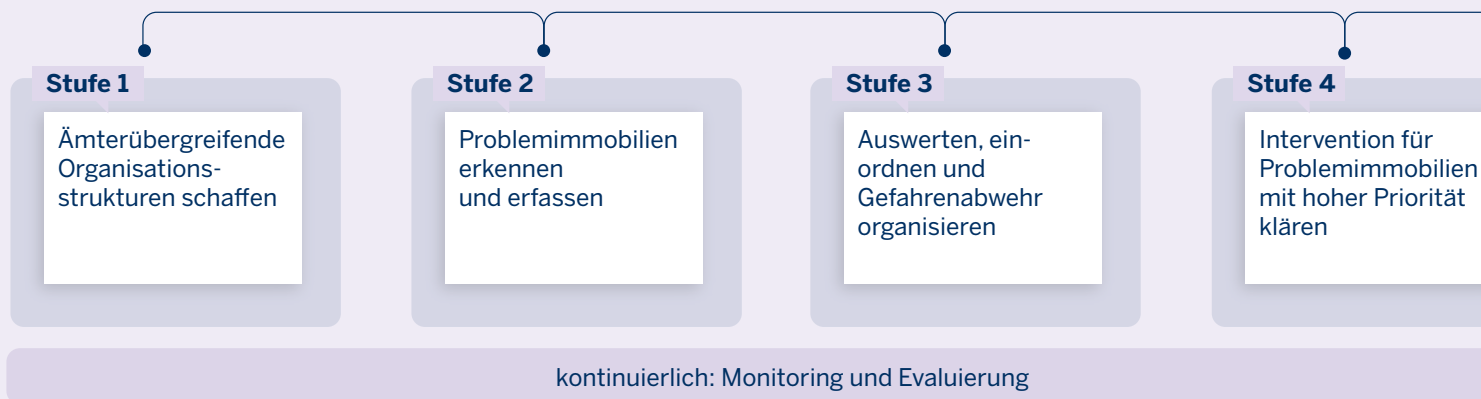 Stufe 1
Ämterübergreifende
Organisations-
strukturen schaffen
Stufe 2
Problemimmobilien
erkennen
und erfassen
Stufe 3
Auswerten, ein-
ordnen und
Gefahrenabwehr
organisieren
Stufe 4
Intervention für
Problemimmobilien
mit hoher Priorität
klären
kontinuierlich: Monitoring und Evaluierung